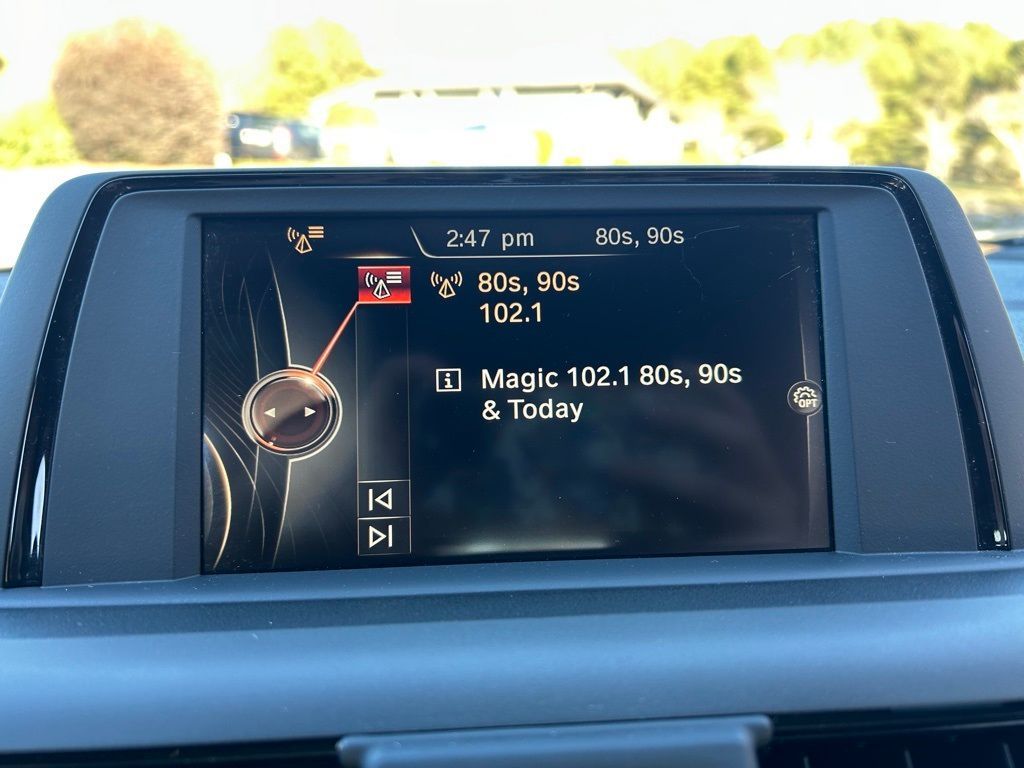 2:47 pm 80s, 90s
80s, 90s
102.1
Magic 102.1 80s, 90s
& Today
OPT